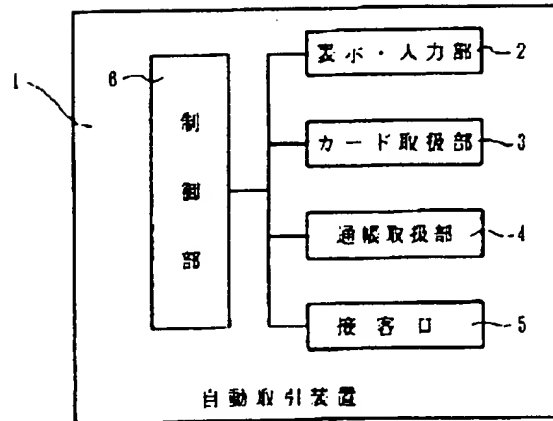 1
6
制御部
表示・入力部 2
カード取扱部 3
通帳取扱部 4
接客口 5
自動取引装置